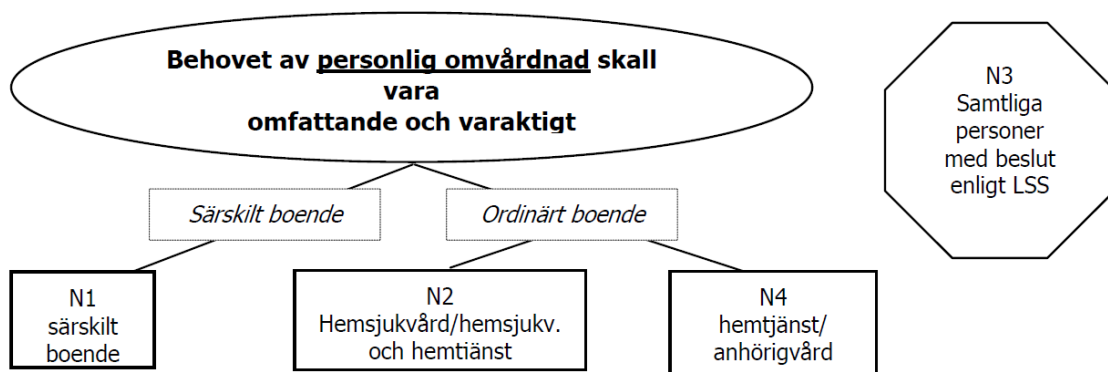 Behovet av personlig omvårdnad skall
vara
omfattande och varaktigt
N3
Samtliga
personer
med beslut
enligt LSS
Särskilt boende
Ordinärt boende
N1
särskilt
boende
N2
Hemsjukvård/hemsjukv.
och hemtjänst
N4
hemtjänst/
anhörigvård